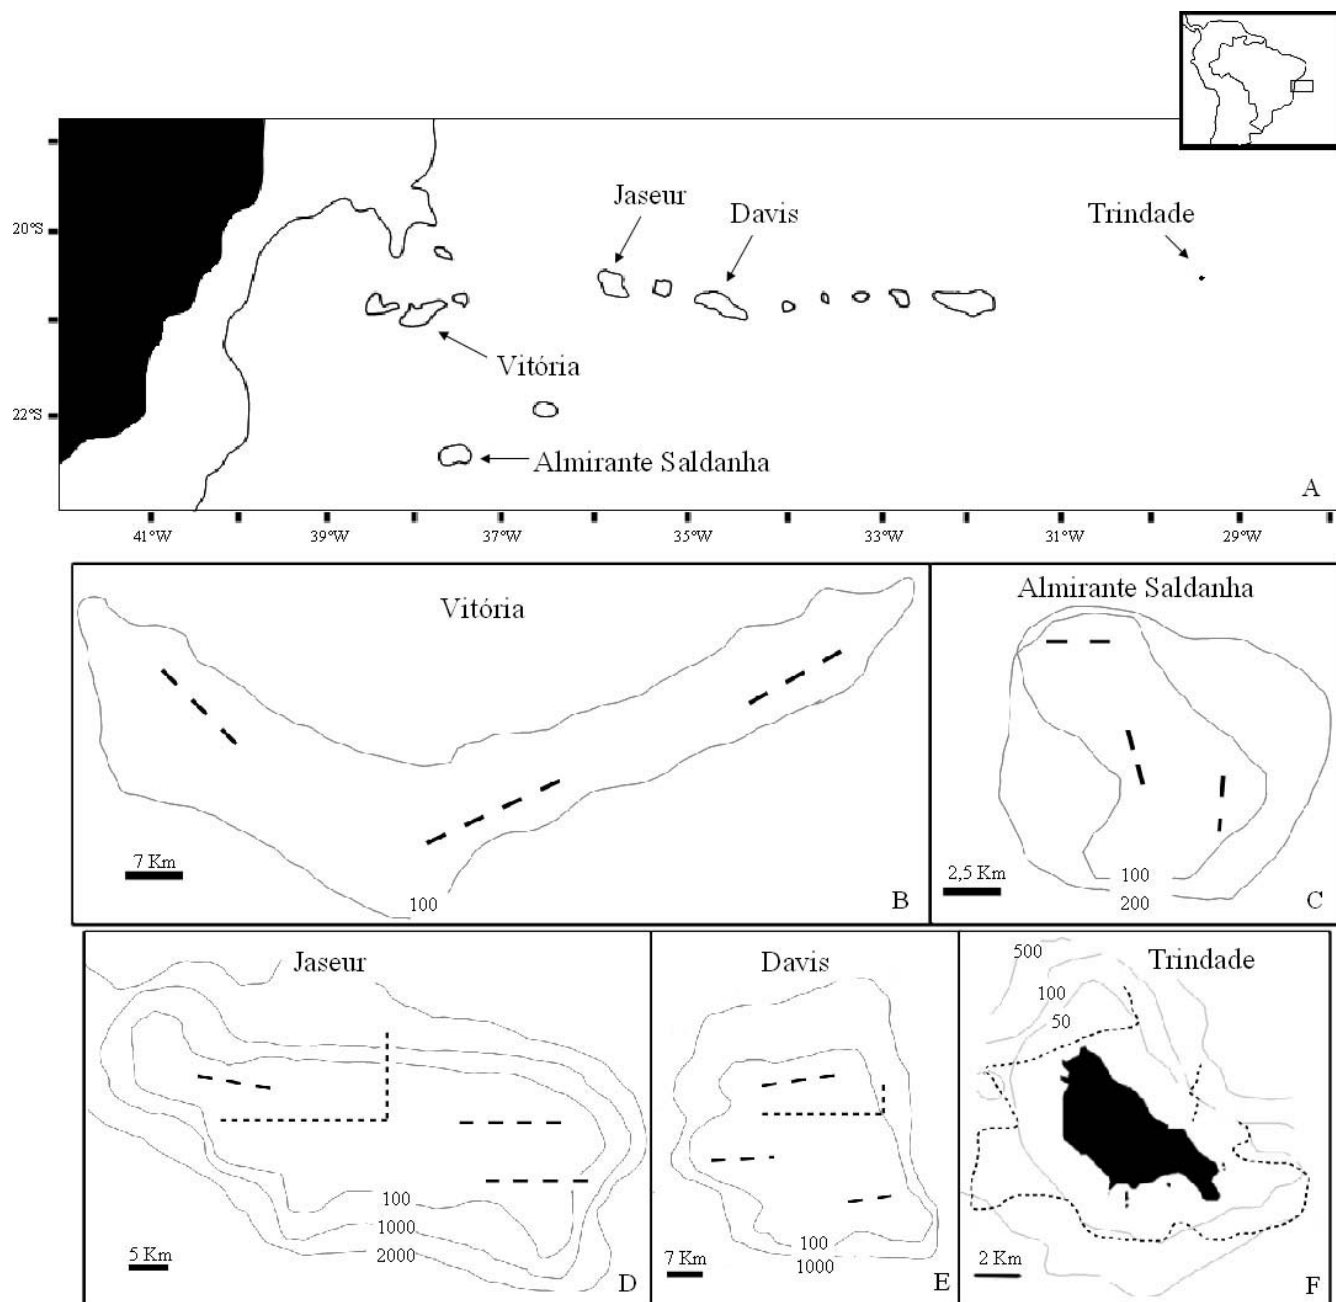 Jaseur
Davis
Trindade
20°S
Vitória
22°S
Almirante Saldanha
A
41°W 39°W 37°W 35°W 33°W 31°W 29°W
Vitória
7 Km
100
B
Almirante Saldanha
2,5 Km
100
200
C
Jaseur
100
1000
2000
5 Km
D
Davis
100
1000
7 Km
E
Trindade
500
100
50
2 Km
F